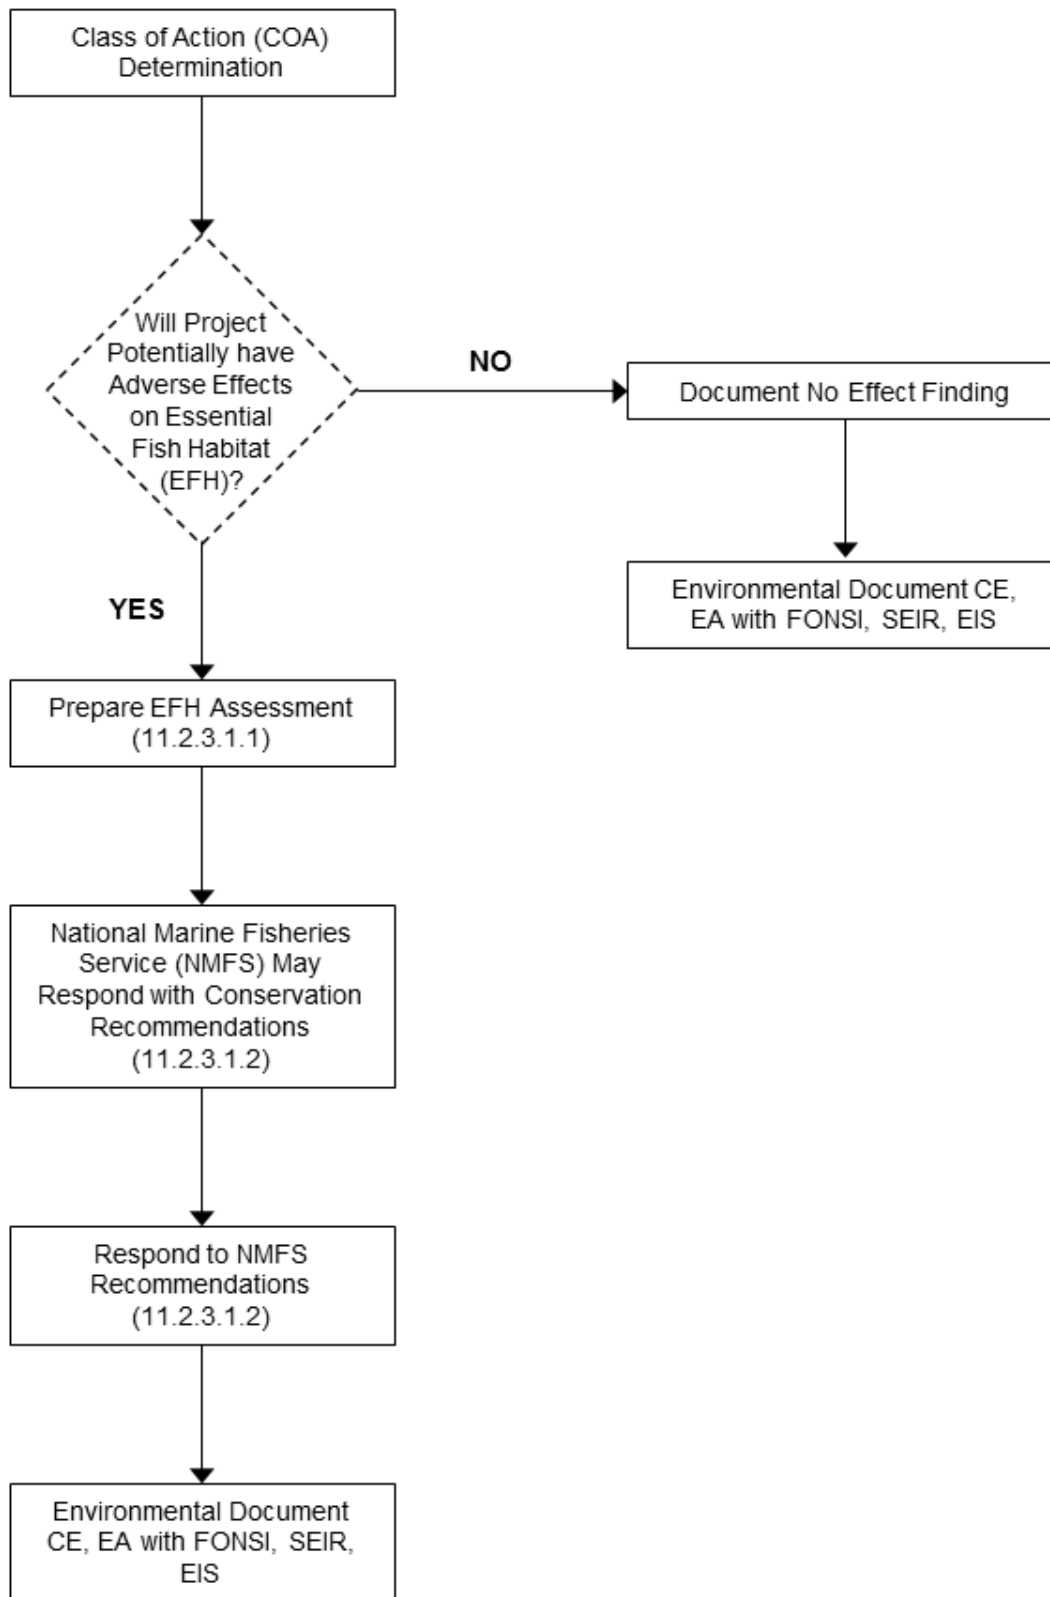 Class of Action (COA)
Determination
Will Project
Potentially have
Adverse Effects
on Essential
Fish Habitat
(EFH)?
NO
Document No Effect Finding
Environmental Document CE,
EA with FONSI, SEIR, EIS
YES
Prepare EFH Assessment
(11.2.3.1.1)
National Marine Fisheries
Service (NMFS) May
Respond with Conservation
Recommendations
(11.2.3.1.2)
Respond to NMFS
Recommendations
(11.2.3.1.2)
Environmental Document
CE, EA with FONSI, SEIR,
EIS